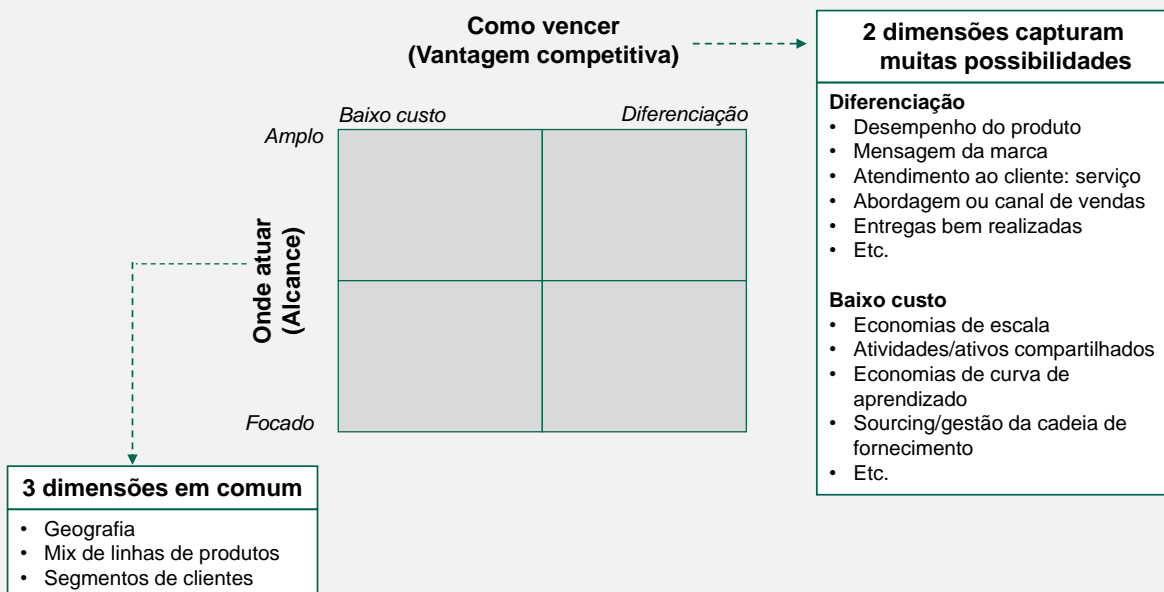 Como vencer
(Vantagem competitiva)
2 dimensões capturam
muitas possibilidades
Diferenciação
• Desempenho do produto
• Mensagem da marca
• Atendimento ao cliente: serviço
• Abordagem ou canal de vendas
• Entregas bem realizadas
• Etc.
Baixo custo
• Economias de escala
• Atividades/ativos compartilhados
• Economias de curva de
aprendizado
• Sourcing/gestão da cadeia de
fornecimento
• Etc.
Baixo custo
Diferenciação
Amplo
Onde atuar
(Alcance)
Focado
3 dimensões em comum
• Geografia
• Mix de linhas de produtos
• Segmentos de clientes